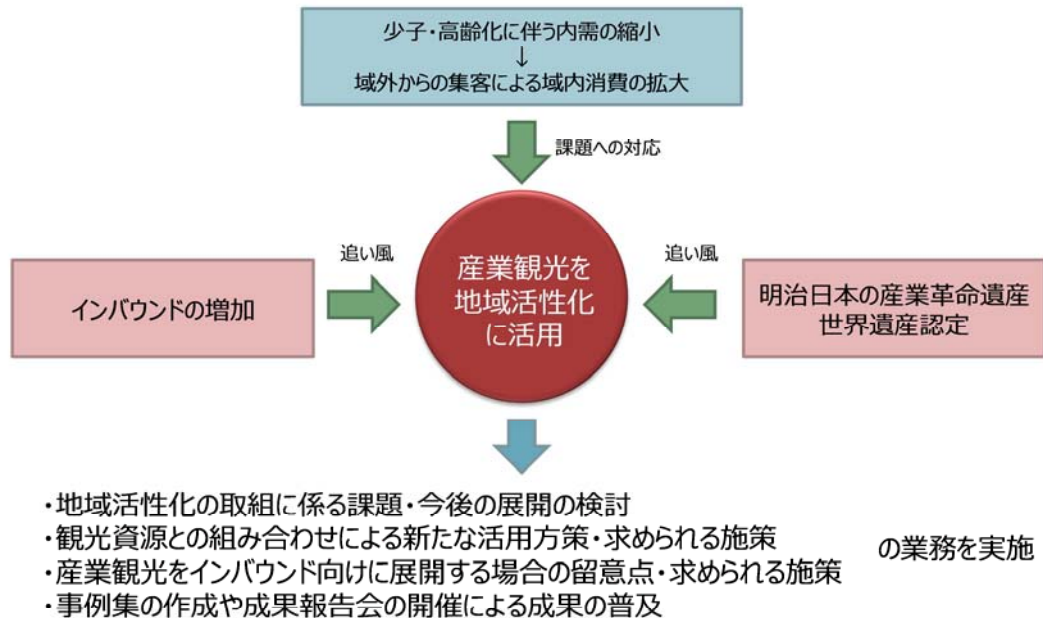 少子・高齢化に伴う内需の縮小
↓
域外からの集客による域内消費の拡大
課題への対応
追い風
追い風
インバウンドの増加
産業観光を
地域活性化
に活用
明治日本の産業革命遺産
世界遺産認定
・地域活性化の取組に係る課題・今後の展開の検討
・観光資源との組み合わせによる新たな活用方策・求められる施策
・産業観光をインバウンド向けに展開する場合の留意点・求められる施策
・事例集の作成や成果報告会の開催による成果の普及
の業務を実施